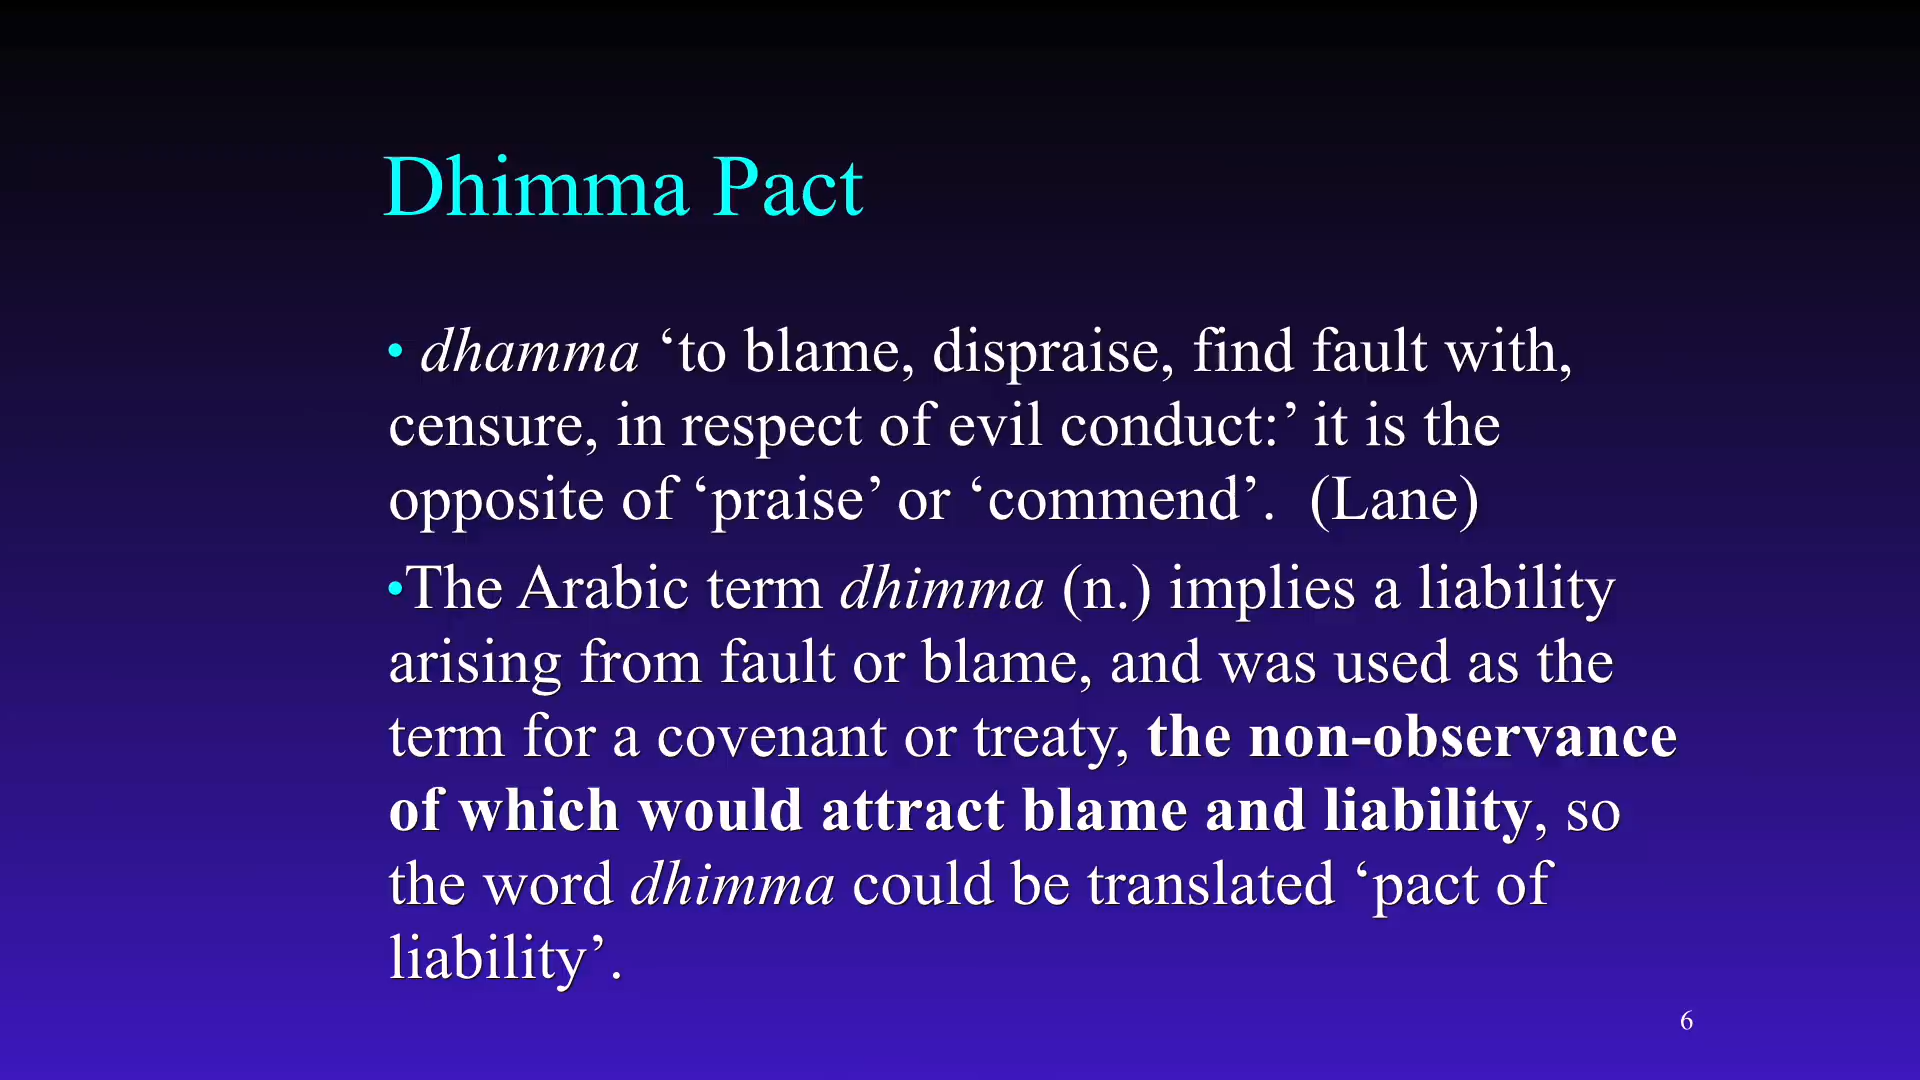 Dhimma Pact
• dhamma ‘to blame, dispraise, find fault with,
censure, in respect of evil conduct:’ it is the
opposite of ‘praise’ or ‘commend’.  (Lane)
•The Arabic term dhimma (n.) implies a liability
arising from fault or blame, and was used as the
term for a covenant or treaty, the non-observance
of which would attract blame and liability, so
the word dhimma could be translated ‘pact of
liability’.
6